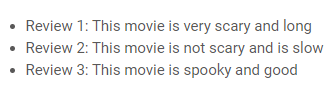 • Review 1: This movie is very scary and long
• Review 2: This movie is not scary and is slow
• Review 3: This movie is spooky and good